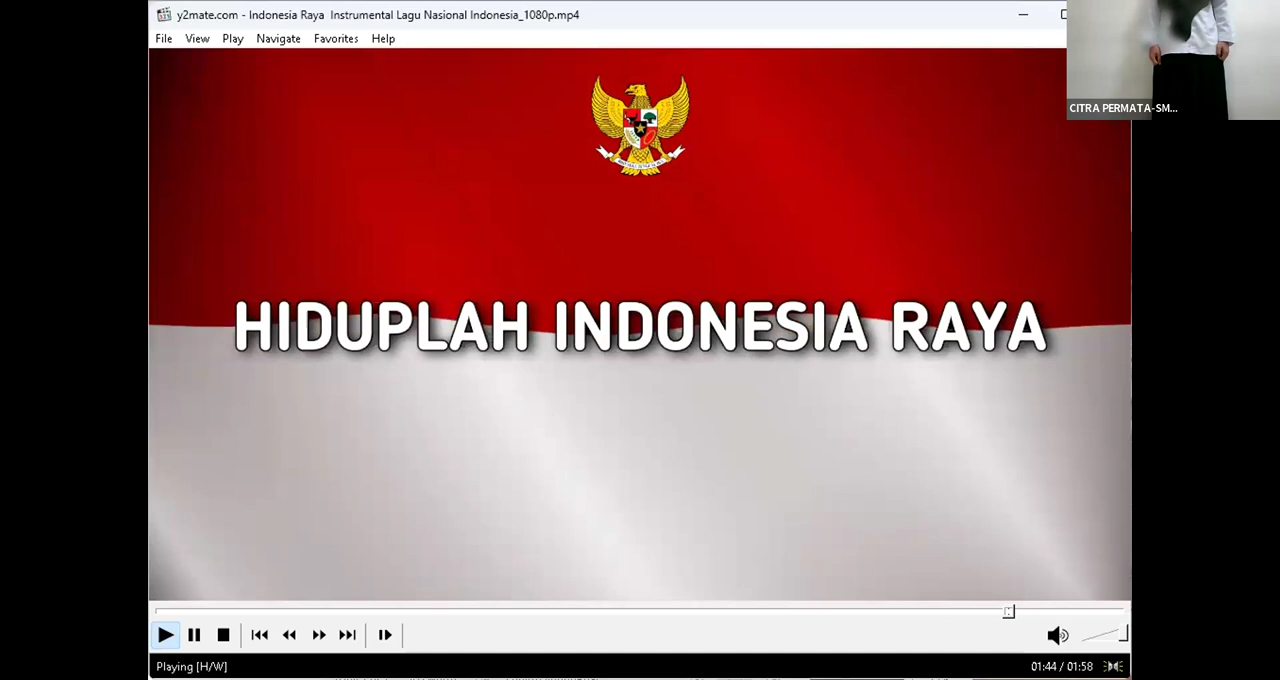 y2mate.com - Indonesia Raya Instrumental Lagu Nasional Indonesia_1080p.mp4
File View Play Navigate Favorites Help
CITRA PERMATA-SM...
HIDUPLAH INDONESIA RAYA
Playing [H/W]
01:44 / 01:58